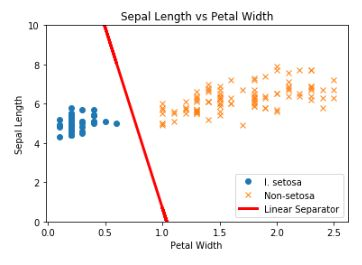 Sepal Length vs Petal Width
10
8
6
4
2
0
Sepal Length
I. setosa
Non-setosa
Linear Separator
0.0 0.5 1.0 1.5 2.0 2.5
Petal Width